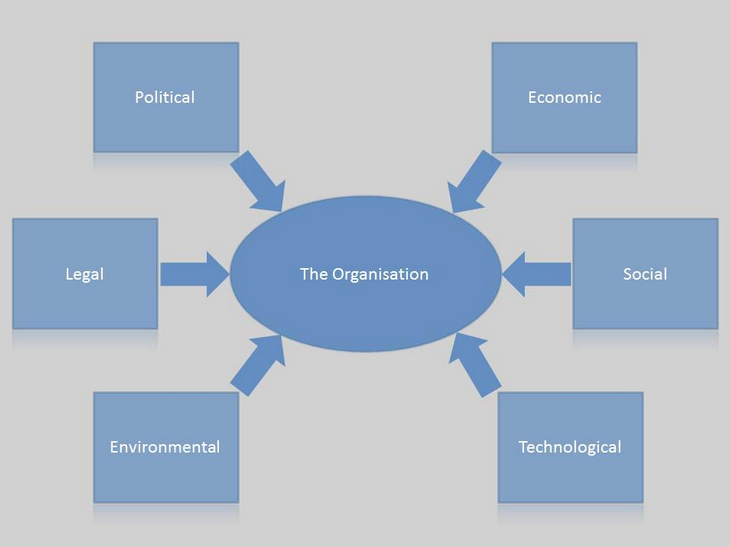 Political
Economic
Legal
The Organisation
Social
Environmental
Technological